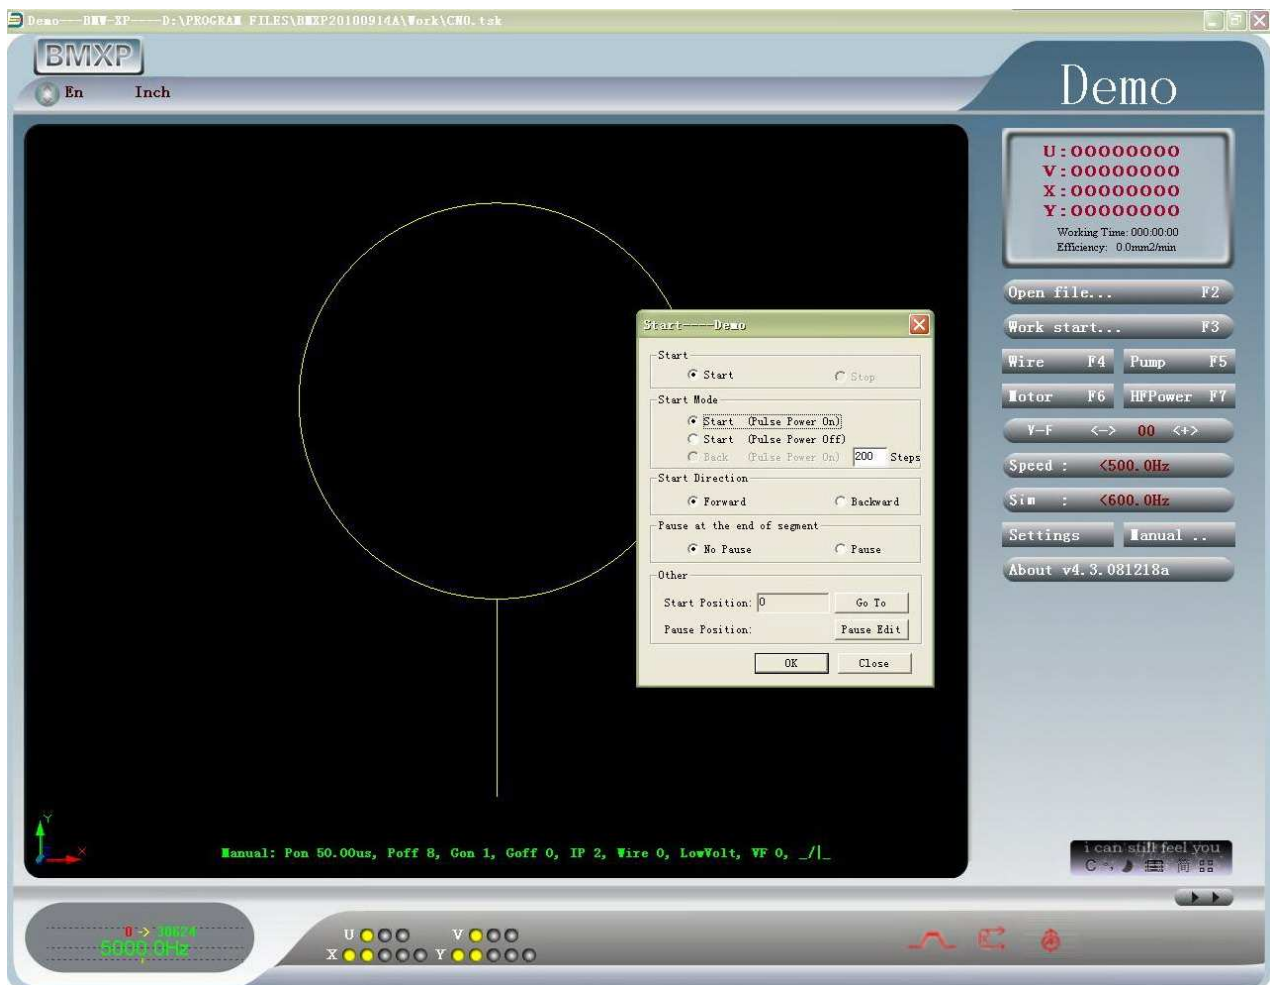 Demo---BMW-XP----D:\PROGRAM FILES\BMXP20100914A\Work\CNO.tsk
BMXP
En Inch
Demo
U:00000000
V:00000000
X:00000000
Y:00000000
Working Time: 000:00:00
Efficiency: 0.0mm2/min
Open file... F2
Work start... F3
Wire F4 Pump F5
Motor F6 HFPower F7
V-F <-> 00 <+>
Speed : <500.0Hz
Sim : <600.0Hz
Settings Manual ..
About v4.3.081218a
Start----Demo
Start
Start Stop
Start Mode
Start (Pulse Power On)
Start (Pulse Power Off)
Back (Pulse Power On) 200 Steps
Start Direction
Forward Backward
Pause at the end of segment
No Pause Pause
Other
Start Position: 0 Go To
Pause Position: Pause Edit
OK Close
Y
X
Manual: Pon 50.00us, Poff 8, Gon 1, Goff 0, IP 2, Wire 0, LowVolt, VF 0, _/|_
i can still feel you
C 简
0 -> 30624
5000.0Hz
U V
X Y